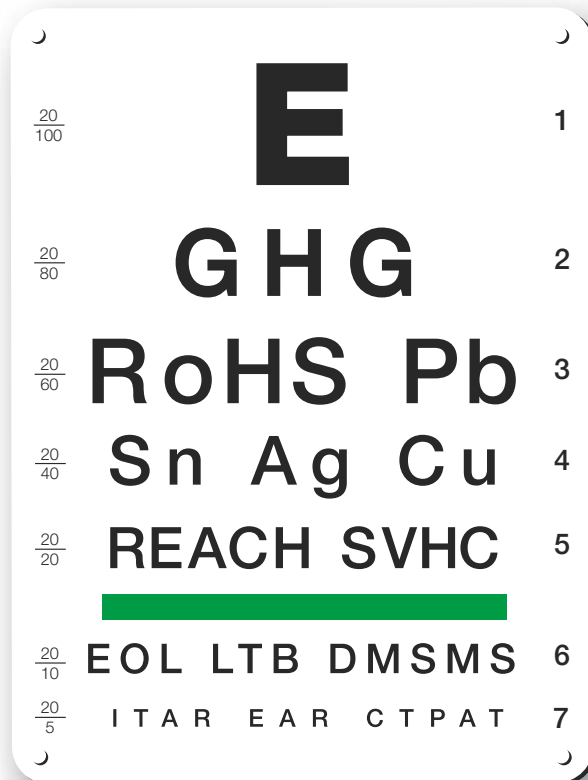 20/100 E 1
20/80 GHG 2
20/60 RoHS Pb 3
20/40 Sn Ag Cu 4
20/20 REACH SVHC 5
20/10 EOL LTB DMSMS 6
20/5 ITAR EAR CTPAT 7